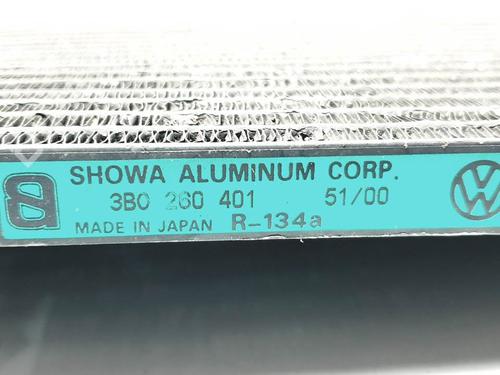 SHOWA ALUMINUM CORP.
3B0 260 401 51/00
MADE IN JAPAN R-134a